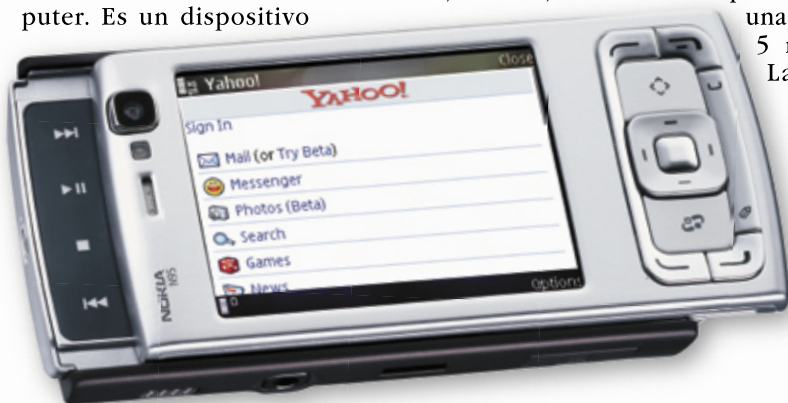 puter. Es un dispositivo
una
5
La
Yahoo!
Close
YAHOO!
Sign In
Mail (or Try Beta)
Messenger
Photos (Beta)
Search
Games
News
Options
NOKIA
N95